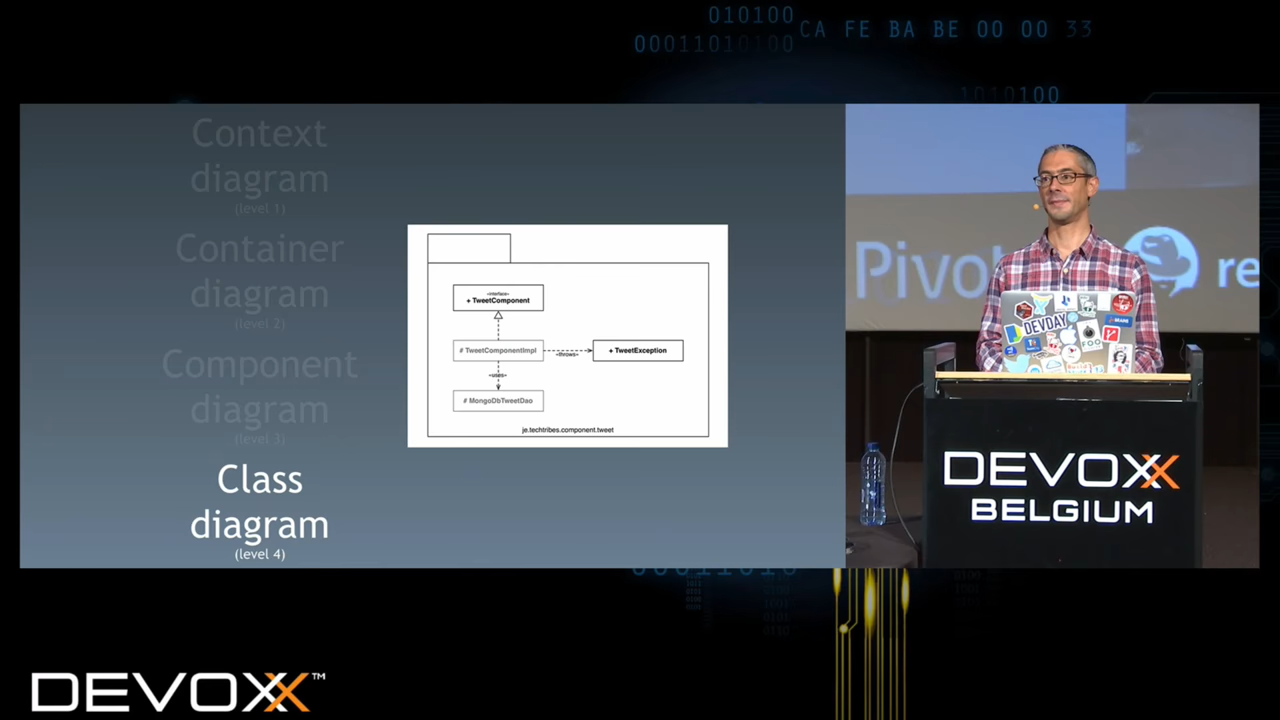 010100
00011010100
CA FE BA BE 00 00 33
1010100
Context
diagram
(level 1)
Container
diagram
(level 2)
Component
diagram
(level 3)
Class
diagram
(level 4)
«interface»
+ TweetComponent
# TweetComponentImpl
«throws»
+ TweetException
«uses»
# MongoDbTweetDao
je.techtribes.component.tweet
DEVDAY
FOO
DEVOXX
BELGIUM
DEVOXX™